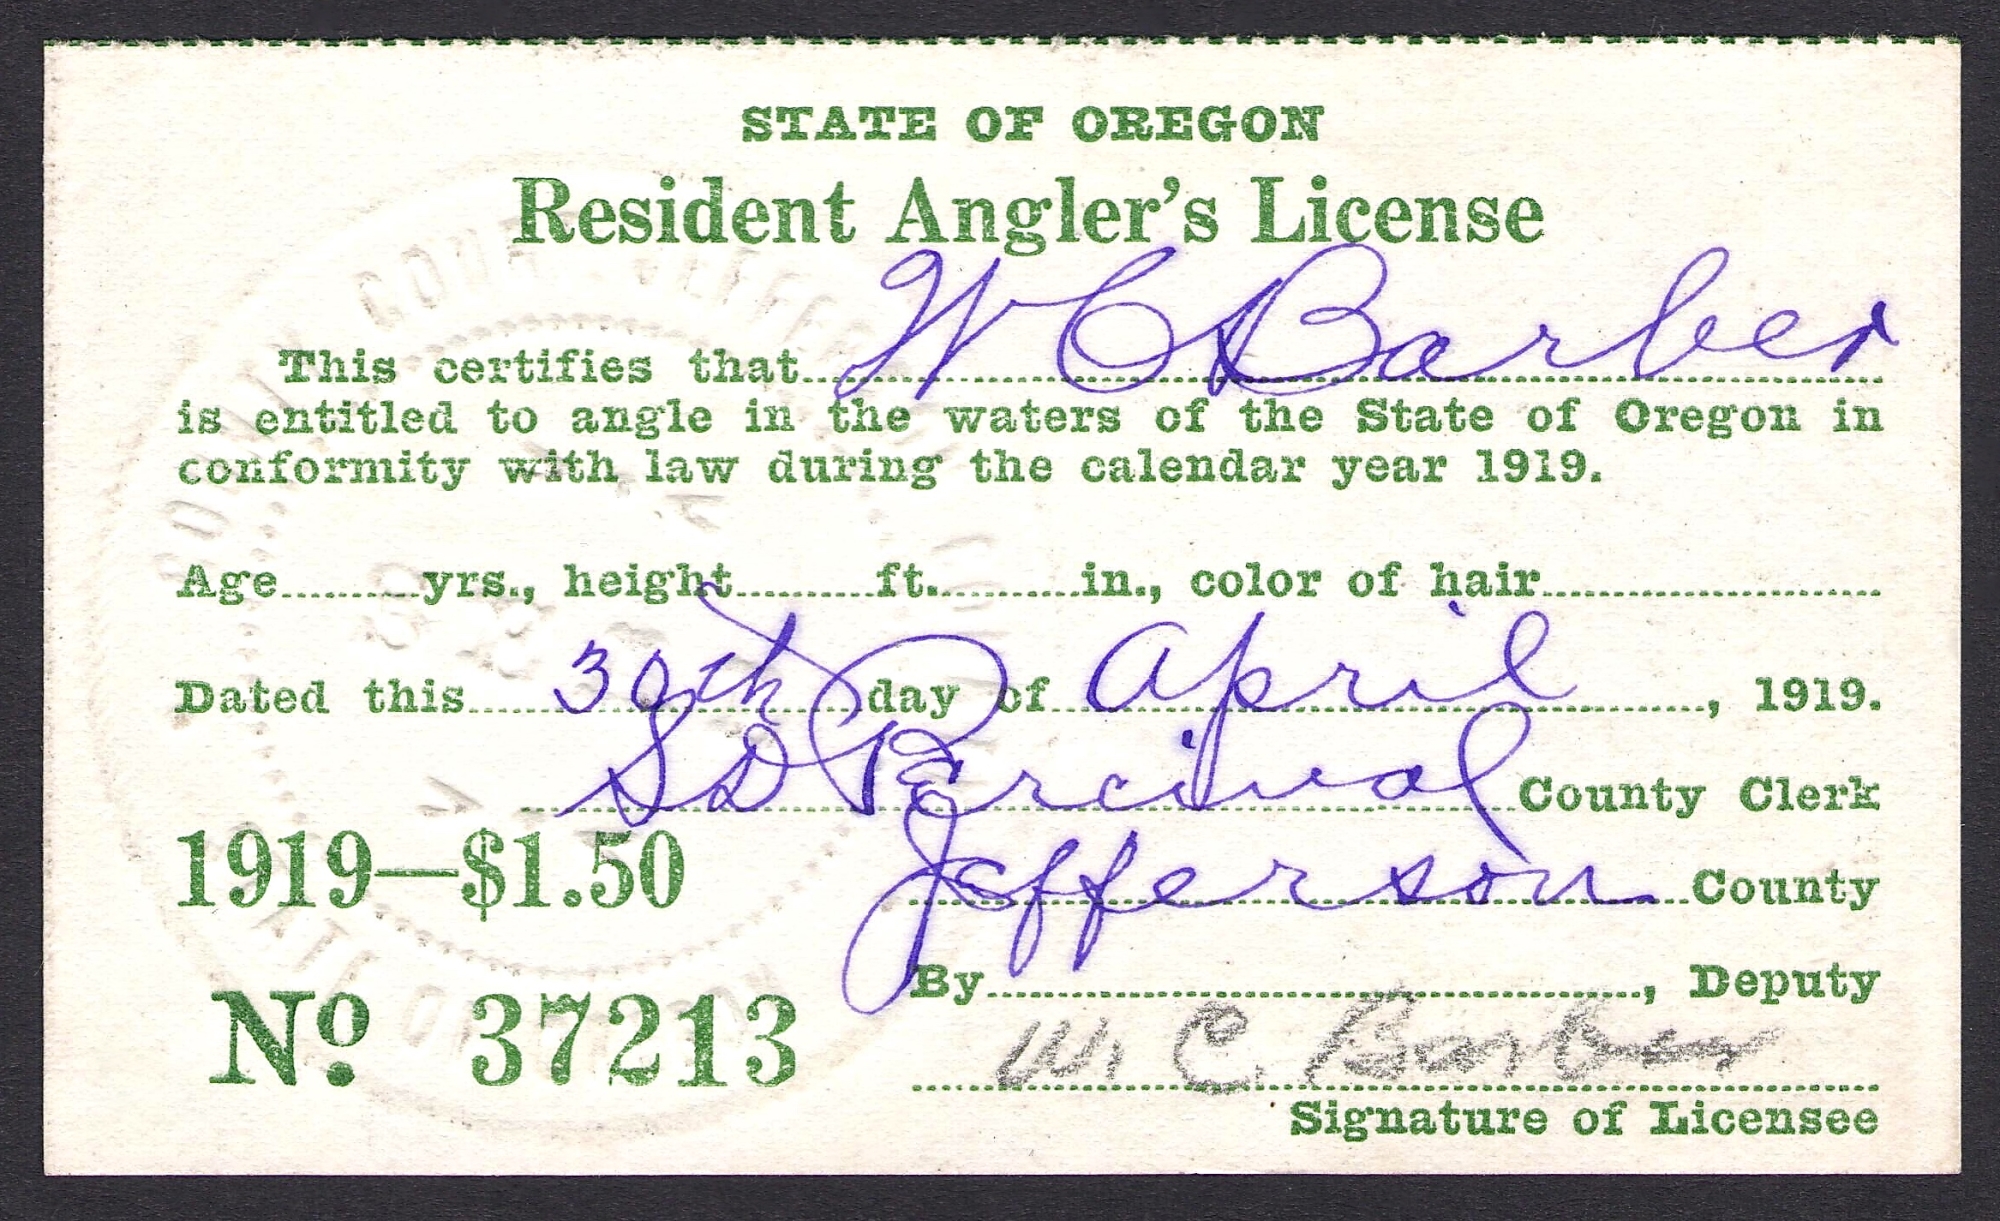 STATE OF OREGON
Resident Angler's License
This certifies that W C Barber
is entitled to angle in the waters of the State of Oregon in
conformity with law during the calendar year 1919.
Age yrs., height ft. in., color of hair
Dated this 30th day of April, 1919.
S D Percival County Clerk
1919—$1.50
Jefferson County
By , Deputy
No 37213
W. C. Barber
Signature of Licensee